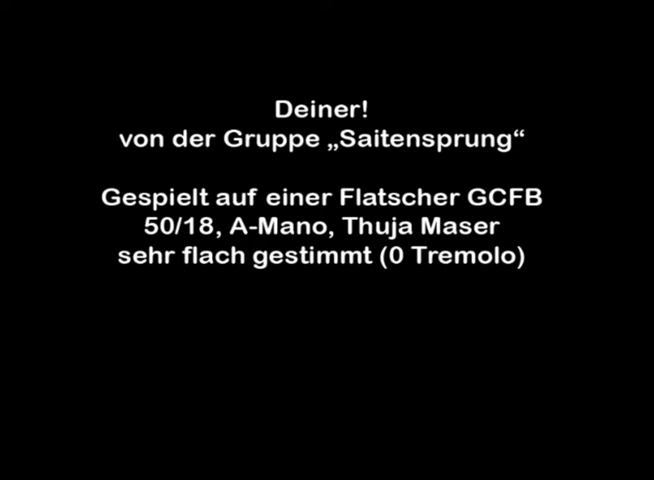 Deiner!
von der Gruppe „Saitensprung“
Gespielt auf einer Flatscher GCFB
50/18, A-Mano, Thuja Maser
sehr flach gestimmt (0 Tremolo)